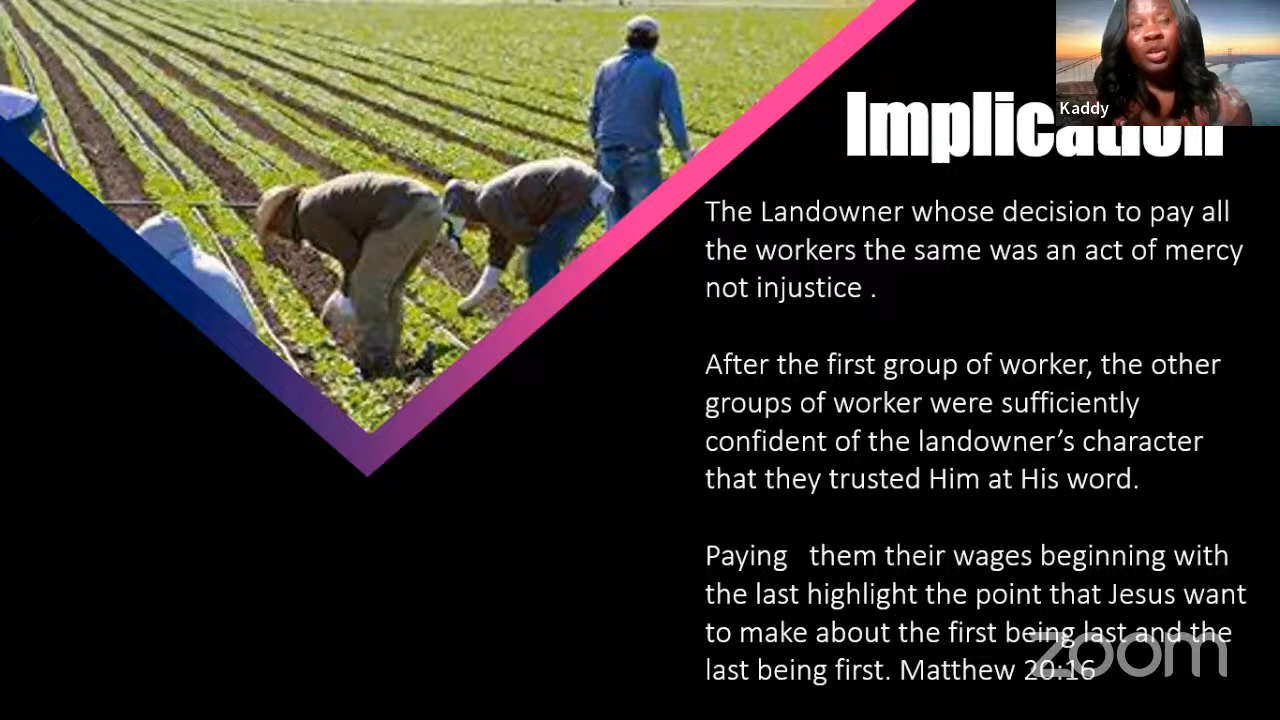 Kaddy
Implication
The Landowner whose decision to pay all
the workers the same was an act of mercy
not injustice .
After the first group of worker, the other
groups of worker were sufficiently
confident of the landowner’s character
that they trusted Him at His word.
Paying   them their wages beginning with
the last highlight the point that Jesus want
to make about the first being last and the
last being first. Matthew 20:16
zoom